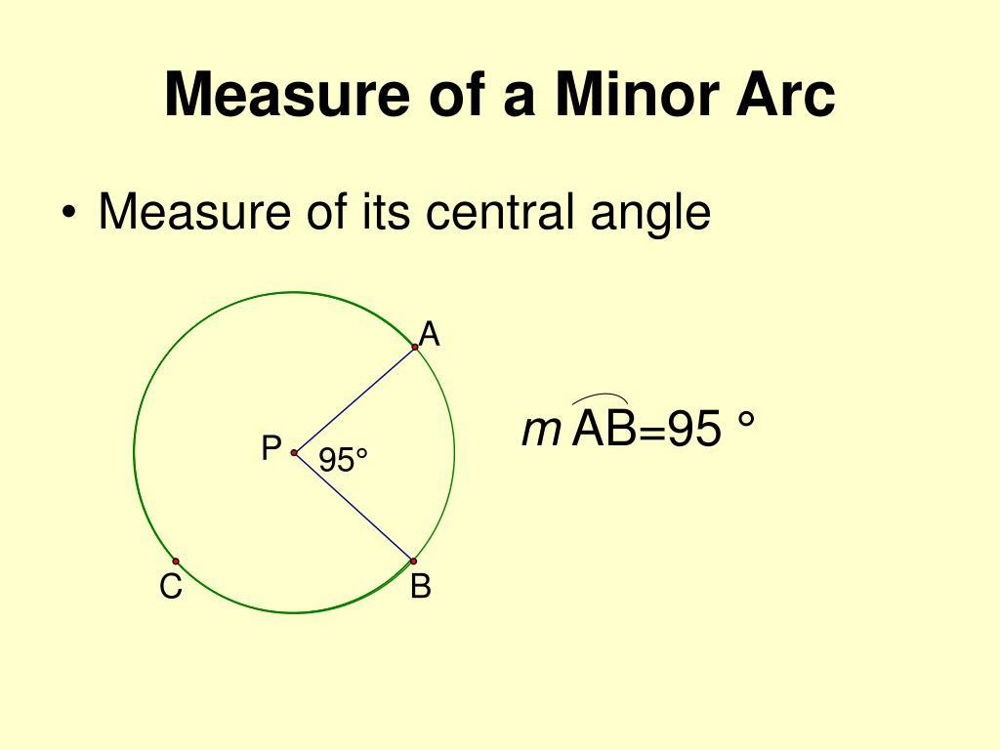 Measure of a Minor Arc
• Measure of its central angle
A
P
95°
m AB=95 °
C
B